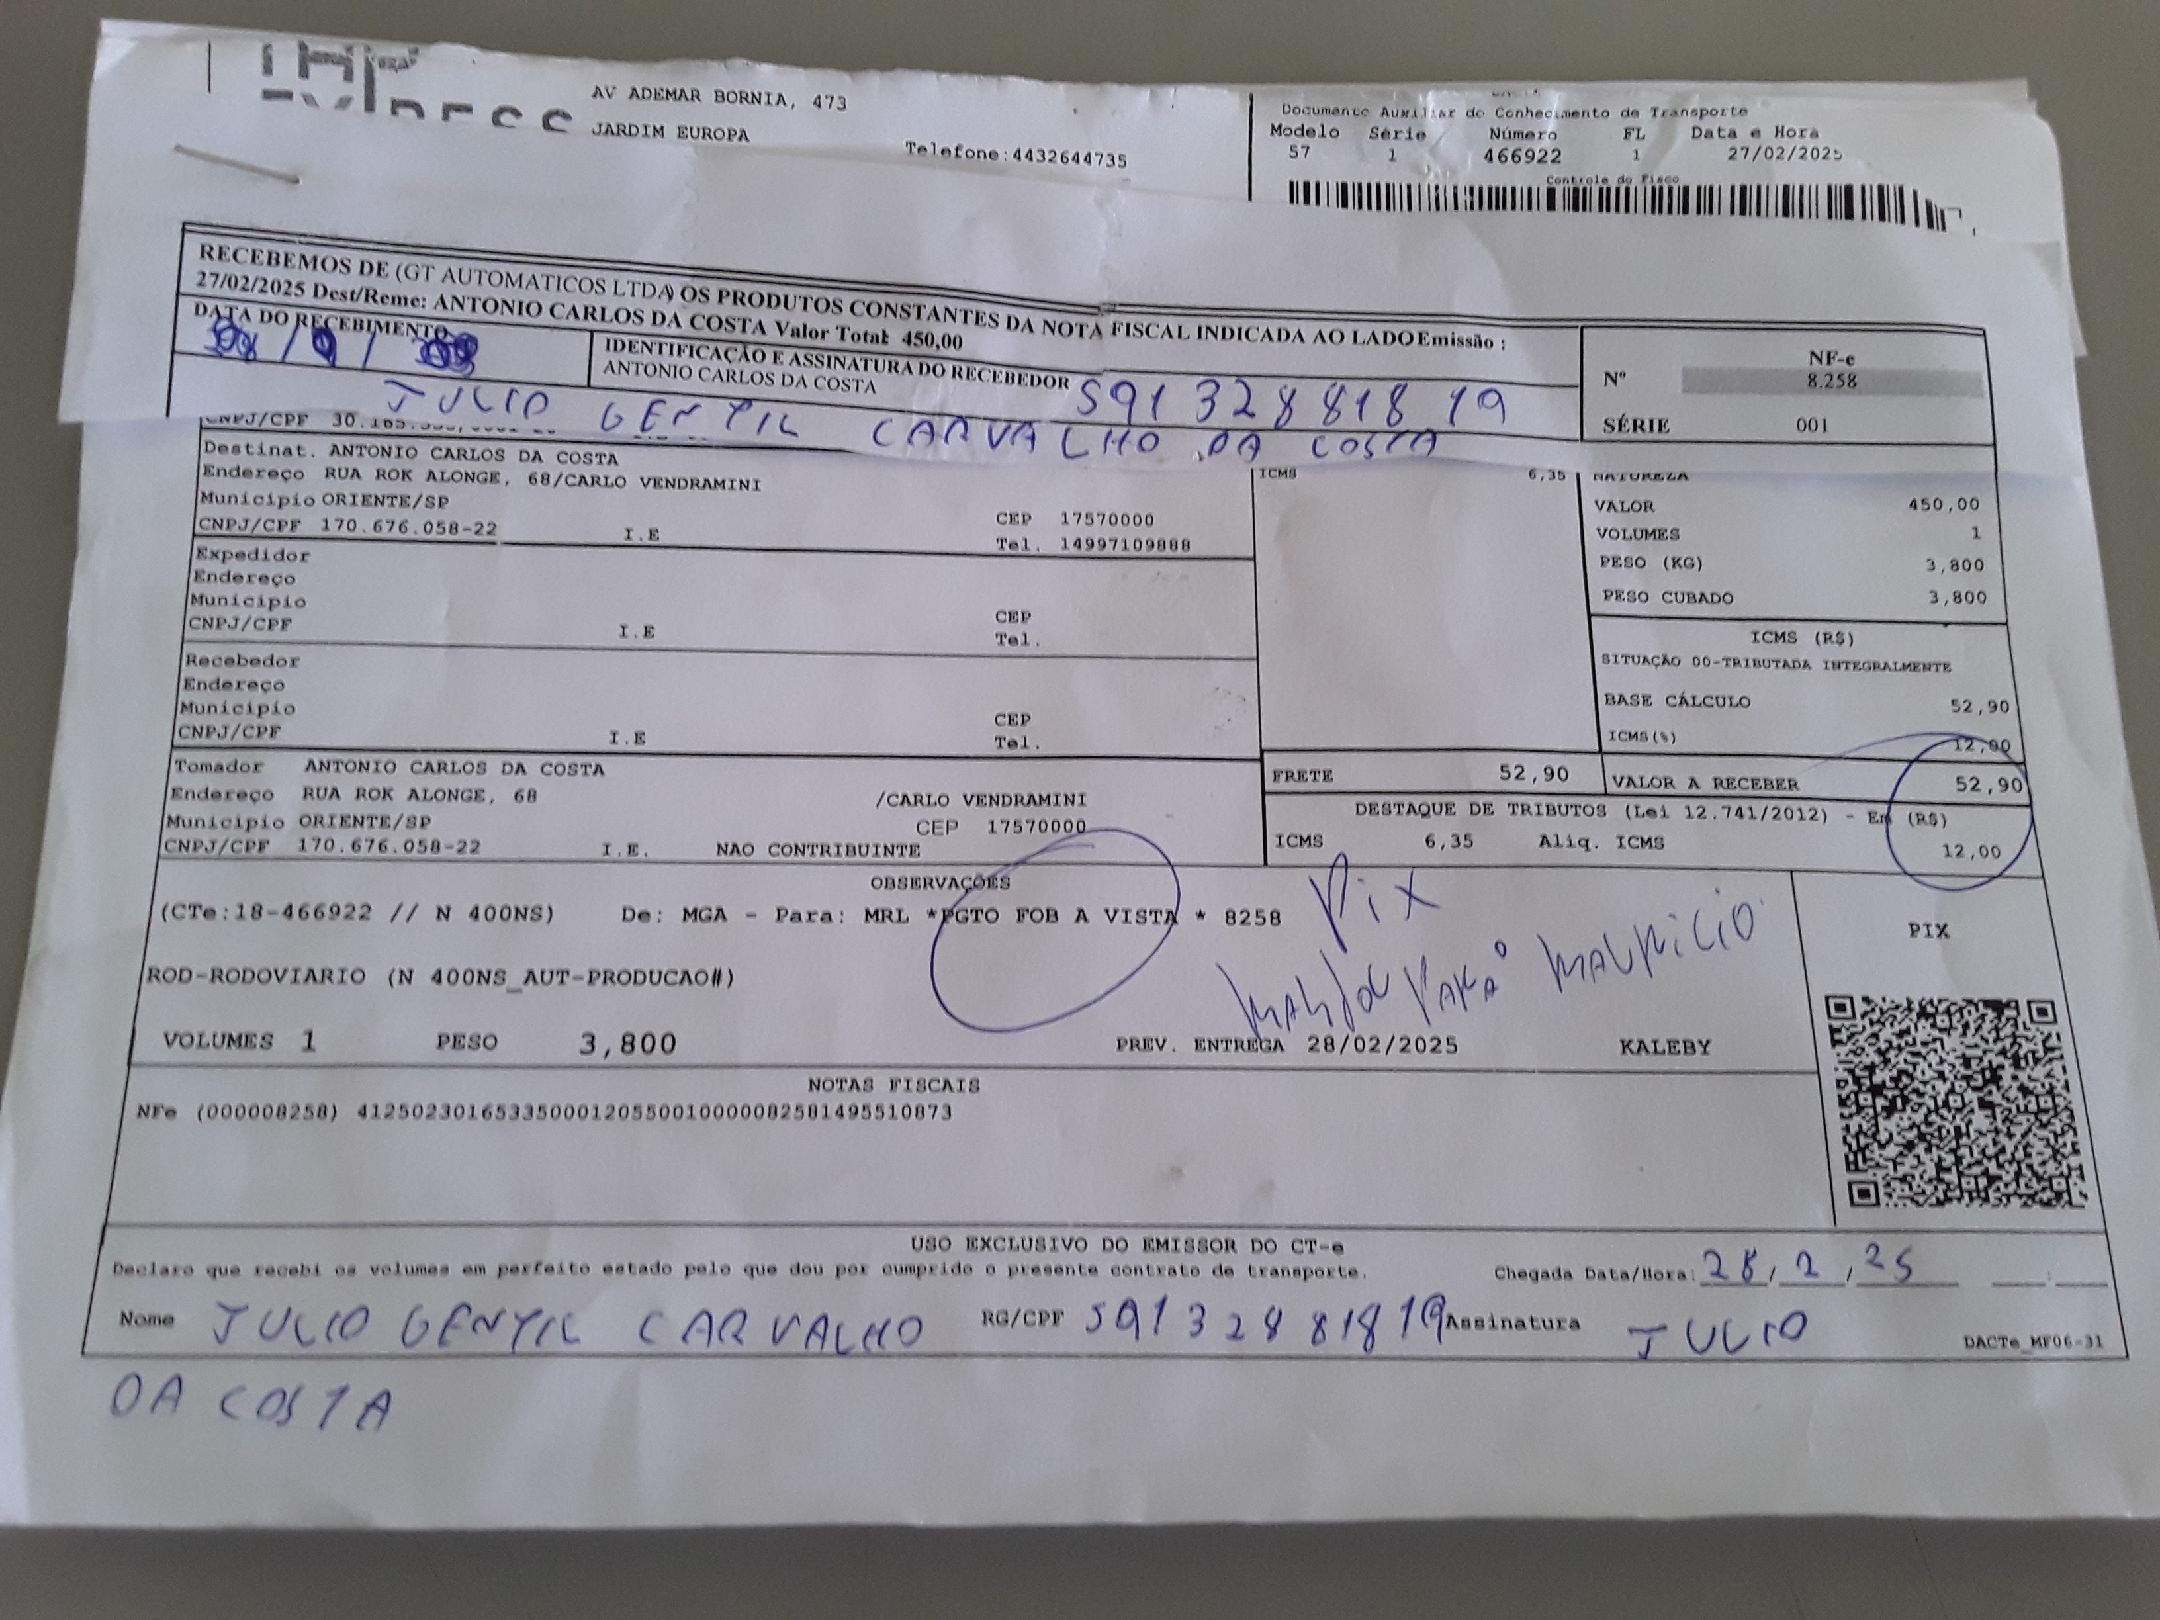 AV ADEMAR BORNIA, 473
JARDIM EUROPA
Telefone:4432644735
Documento Auxiliar do Conhecimento de Transporte
Modelo Série Número FL Data e Hora
57 1 466922 1 27/02/2025
Controle do Fisco
RECEBEMOS DE (GT AUTOMATICOS LTDA) OS PRODUTOS CONSTANTES DA NOTA FISCAL INDICADA AO LADO Emissão :
27/02/2025 Dest/Reme: ANTONIO CARLOS DA COSTA Valor Total: 450,00
DATA DO RECEBIMENTO
IDENTIFICAÇÃO E ASSINATURA DO RECEBEDOR
ANTONIO CARLOS DA COSTA
59132881819
JULIO GENTIL CARVALHO DA COSTA
NF-e
Nº 8.258
SÉRIE 001
CNPJ/CPF
Destinat. ANTONIO CARLOS DA COSTA
Endereço RUA ROK ALONGE, 68/CARLO VENDRAMINI
Municipio ORIENTE/SP CEP 17570000
CNPJ/CPF 170.676.058-22 I.E Tel. 14997109888
Expedidor
Endereço
Municipio CEP
CNPJ/CPF I.E Tel.
Recebedor
Endereço
Municipio CEP
CNPJ/CPF I.E Tel.
Tomador ANTONIO CARLOS DA COSTA
Endereço RUA ROK ALONGE, 68 /CARLO VENDRAMINI
Municipio ORIENTE/SP CEP 17570000
CNPJ/CPF 170.676.058-22 I.E. NAO CONTRIBUINTE
ICMS 6,35
NATUREZA
VALOR 450,00
VOLUMES 1
PESO (KG) 3,800
PESO CUBADO 3,800
ICMS (R$)
SITUAÇÃO 00-TRIBUTADA INTEGRALMENTE
BASE CÁLCULO 52,90
ICMS(%) 12,00
FRETE 52,90 VALOR A RECEBER 52,90
DESTAQUE DE TRIBUTOS (Lei 12.741/2012) - Em (R$)
ICMS 6,35 Aliq. ICMS 12,00
OBSERVAÇÕES
(CTe:18-466922 // N 400NS) De: MGA - Para: MRL *PGTO FOB A VISTA * 8258
Pix
PARA MAURICIO
PIX
ROD-RODOVIARIO (N 400NS_AUT-PRODUCAO#)
VOLUMES 1 PESO 3,800 PREV. ENTREGA 28/02/2025 KALEBY
NOTAS FISCAIS
NFe (000008258) 41250230165335000120550010000082581495510873
USO EXCLUSIVO DO EMISSOR DO CT-e
Declaro que recebi os volumes em perfeito estado pelo que dou por cumprido o presente contrato de transporte. Chegada Data/Hora: 28/2/25
Nome JULIO GENTIL CARVALHO RG/CPF 59132881819 Assinatura JULIO
DACTe_MF06-31
DA COSTA